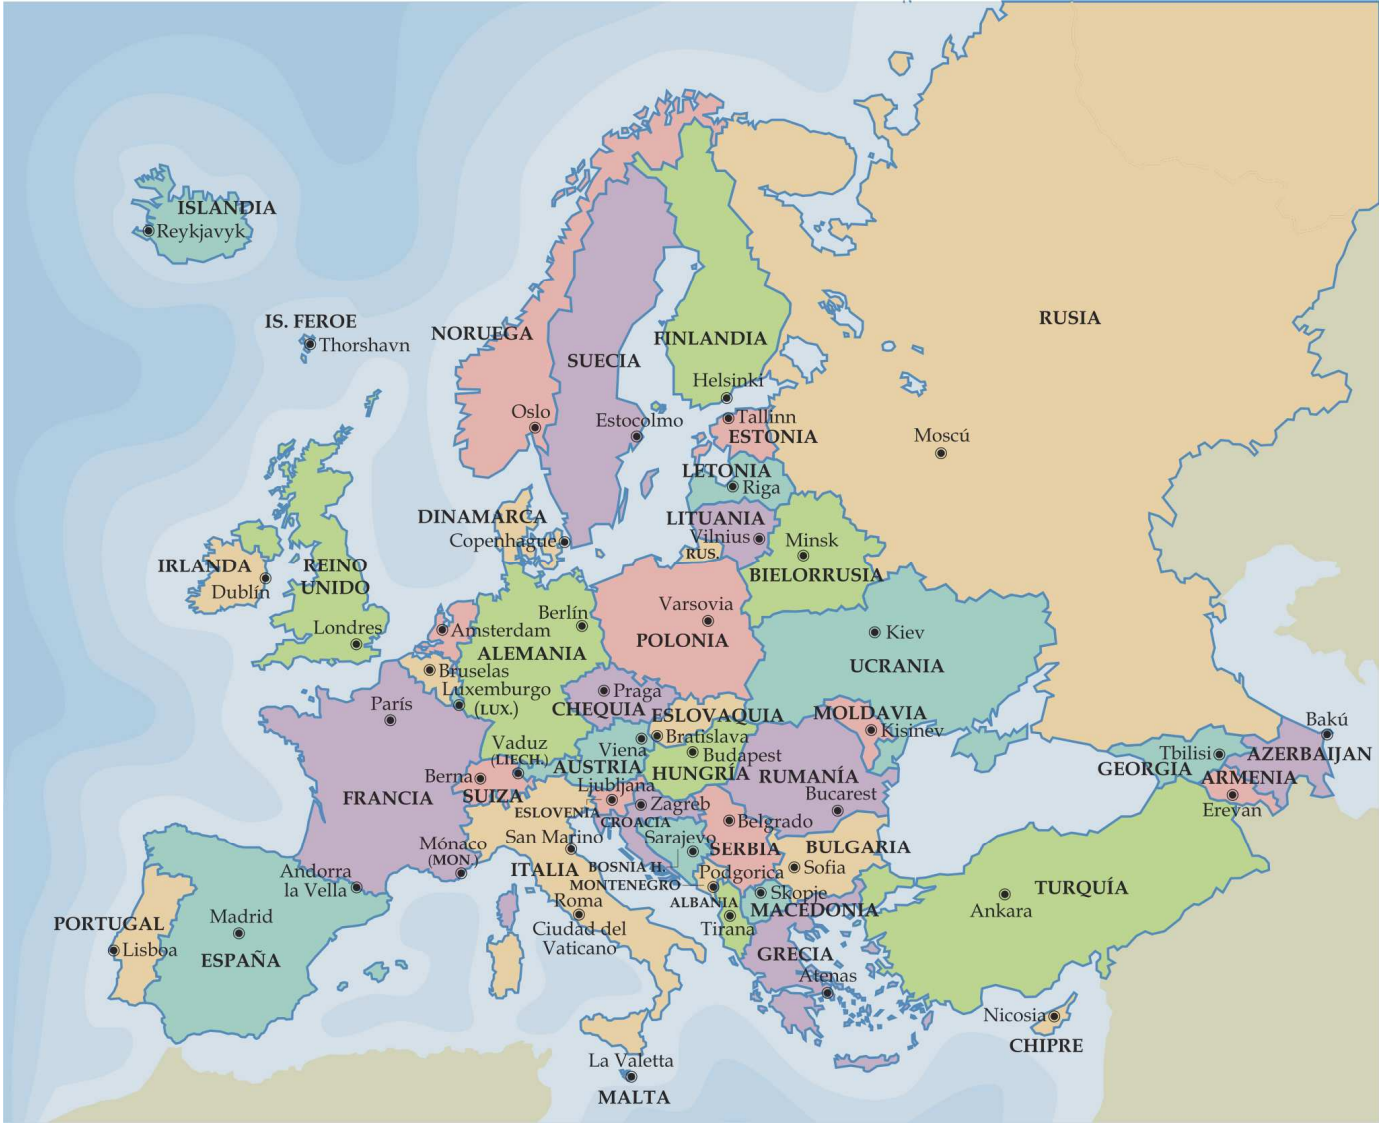 ISLANDIA
Reykjavyk
IS. FEROE
Thorshavn
NORUEGA
Oslo
SUECIA
Estocolmo
FINLANDIA
Helsinki
RUSIA
Moscú
Tallinn
ESTONIA
LETONIA
Riga
LITUANIA
Vilnius
RUS.
Minsk
BIELORRUSIA
DINAMARCA
Copenhague
IRLANDA
Dublín
REINO
UNIDO
Londres
Amsterdam
Bruselas
Luxemburgo
(LUX.)
Berlín
ALEMANIA
Varsovia
POLONIA
Kiev
UCRANIA
Praga
CHEQUIA
ESLOVAQUIA
Bratislava
MOLDAVIA
Kisinev
París
FRANCIA
Vaduz
(LIECH.)
Berna
SUIZA
Viena
AUSTRIA
Budapest
HUNGRÍA
RUMANÍA
Bucarest
Ljubljana
ESLOVENIA
Zagreb
CROACIA
San Marino
ITALIA
Roma
Ciudad del
Vaticano
Mónaco
(MON.)
Andorra
la Vella
Sarajevo
BOSNIA H.
Belgrado
SERBIA
BULGARIA
Sofia
Podgorica
MONTENEGRO
ALBANIA
Tirana
Skopje
MACEDONIA
GRECIA
Atenas
PORTUGAL
Lisboa
Madrid
ESPAÑA
La Valetta
MALTA
TURQUÍA
Ankara
Nicosia
CHIPRE
Tbilisi
GEORGIA
Bakú
AZERBAIJAN
ARMENIA
Erevan